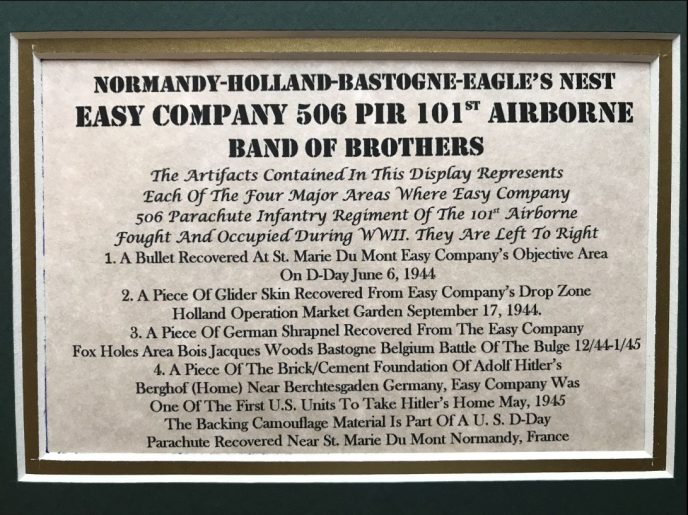 NORMANDY-HOLLAND-BASTOGNE-EAGLE'S NEST
EASY COMPANY 506 PIR 101ST AIRBORNE
BAND OF BROTHERS
The Artifacts Contained In This Display Represents
Each Of The Four Major Areas Where Easy Company
506 Parachute Infantry Regiment Of The 101st Airborne
Fought And Occupied During WWII. They Are Left To Right
1. A Bullet Recovered At St. Marie Du Mont Easy Company's Objective Area
On D-Day June 6, 1944
2. A Piece Of Glider Skin Recovered From Easy Company's Drop Zone
Holland Operation Market Garden September 17, 1944.
3. A Piece Of German Shrapnel Recovered From The Easy Company
Fox Holes Area Bois Jacques Woods Bastogne Belgium Battle Of The Bulge 12/44-1/45
4. A Piece Of The Brick/Cement Foundation Of Adolf Hitler's
Berghof (Home) Near Berchtesgaden Germany, Easy Company Was
One Of The First U.S. Units To Take Hitler's Home May, 1945
The Backing Camouflage Material Is Part Of A U. S. D-Day
Parachute Recovered Near St. Marie Du Mont Normandy, France